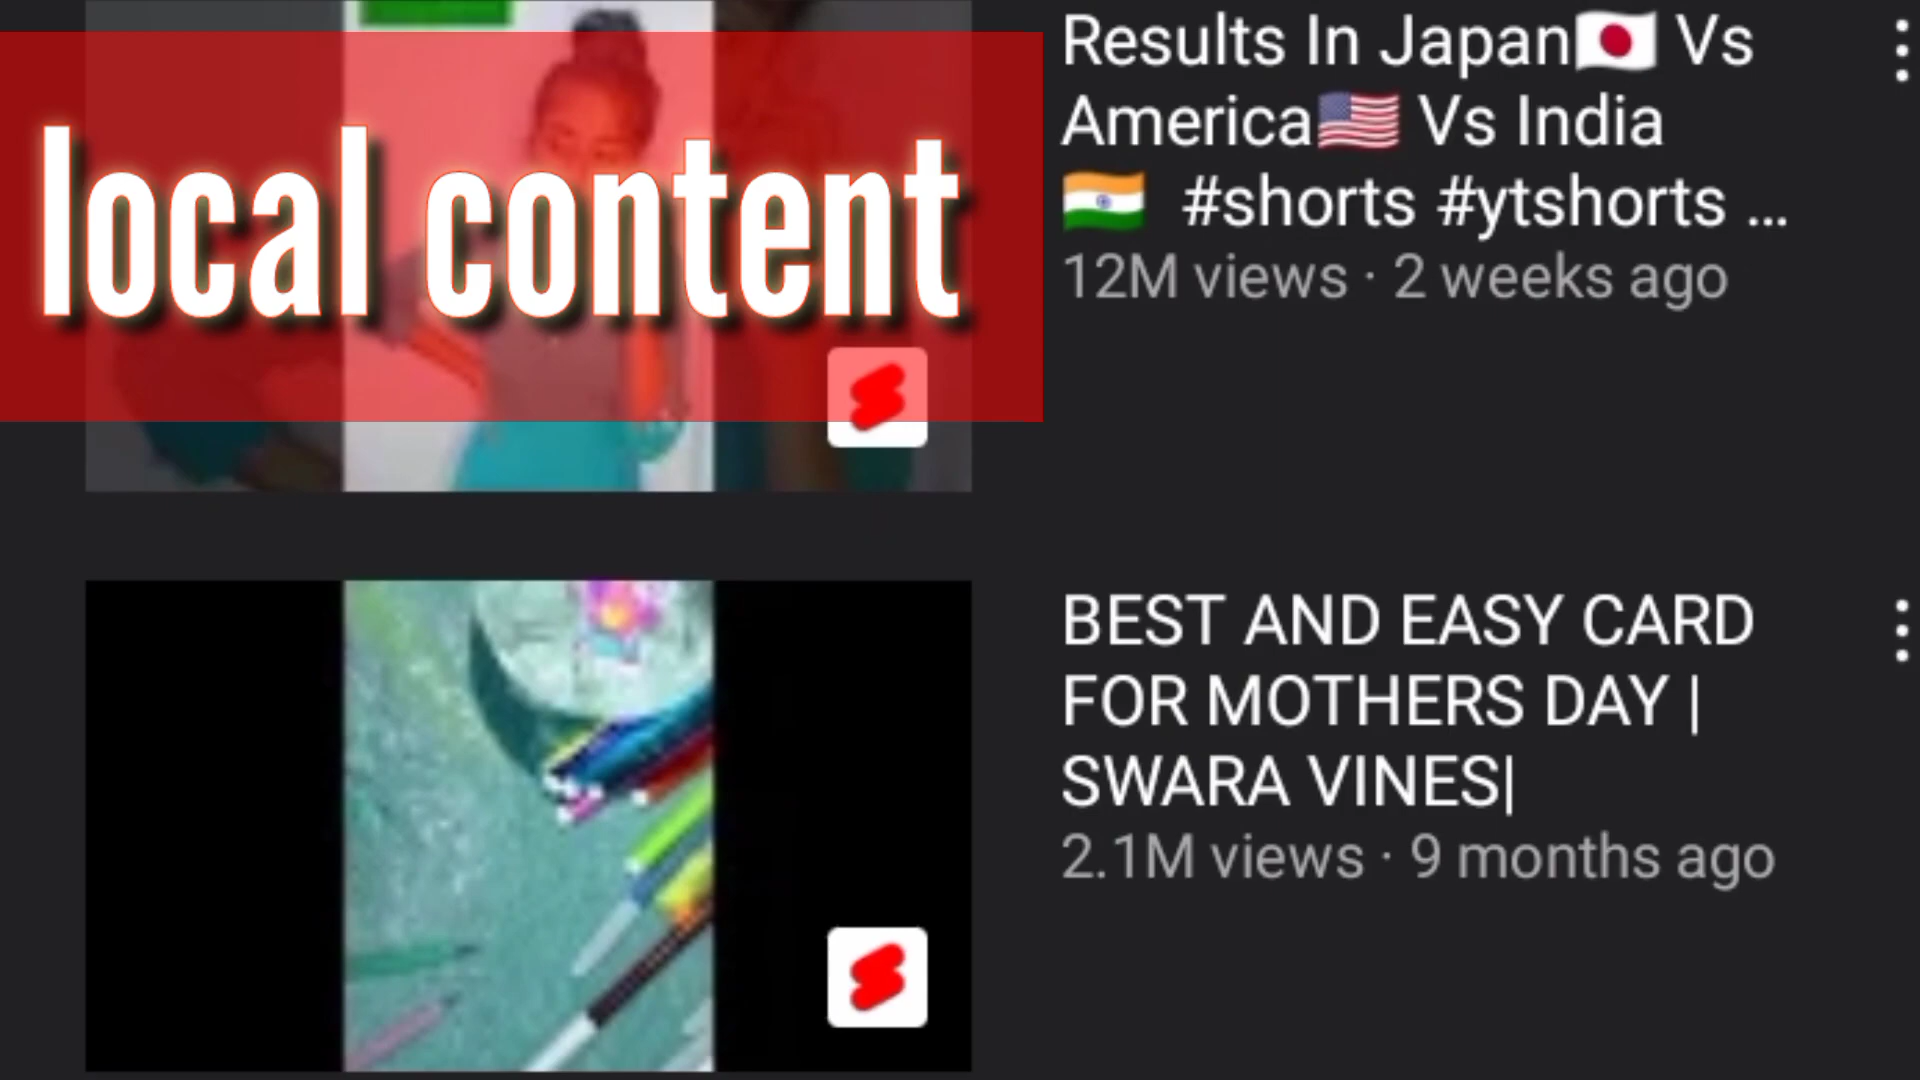 local content
Results In Japan🇯🇵 Vs
America🇺🇸 Vs India
🇮🇳 #shorts #ytshorts ...
12M views · 2 weeks ago
BEST AND EASY CARD
FOR MOTHERS DAY |
SWARA VINES|
2.1M views · 9 months ago